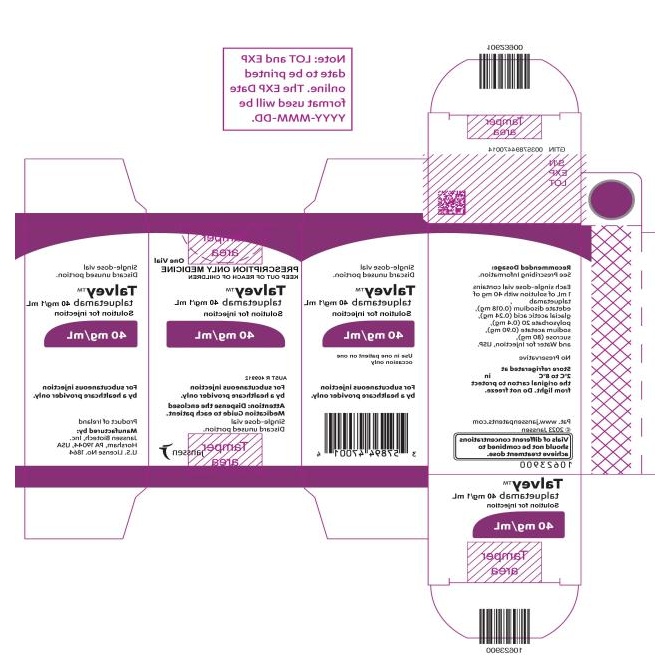 10623900
Note: LOT and EXP
date to be printed
online. The EXP Date
format used will be
YYYY-MMM-DD.
Tamper
area
GTIN 00357894470014
S/N
EXP
LOT
Recommended Dosage:
See Prescribing Information.
Each single-dose vial contains
1 mL of solution with 40 mg of
talquetamab,
edetate disodium (0.018 mg),
glacial acetic acid (0.24 mg),
polysorbate 20 (0.4 mg),
sodium acetate (0.90 mg),
sucrose (80 mg),
and Water for Injection, USP.
No Preservative
Store refrigerated at
2°C to 8°C in
the original carton to protect
from light. Do not freeze.
Pat. www.janssenpatents.com
© 2023 Janssen
Vials of different concentrations
should not be combined to
achieve treatment dose.
10623900
Single-dose vial
Discard unused portion.
Talvey™
talquetamab 40 mg/1 mL
Solution for injection
40 mg/mL
Use in one patient on one
occasion only
For subcutaneous injection
by a healthcare provider only.
3 57894 47001 4
Tamper
area
One Vial
PRESCRIPTION ONLY MEDICINE
KEEP OUT OF REACH OF CHILDREN
Talvey™
talquetamab 40 mg/1 mL
Solution for injection
40 mg/mL
AUST R 409912
For subcutaneous injection
by a healthcare provider only.
Attention: Dispense the enclosed
Medication Guide to each patient.
Single-dose vial
Discard unused portion.
Tamper
area
janssen
Single-dose vial
Discard unused portion.
Talvey™
talquetamab 40 mg/1 mL
Solution for injection
40 mg/mL
For subcutaneous injection
by a healthcare provider only.
Product of Ireland
Manufactured by:
Janssen Biotech, Inc.
Horsham, PA 19044, USA
U.S. License No. 1864
Talvey™
talquetamab 40 mg/1 mL
Solution for injection
40 mg/mL
Tamper
area
10623900